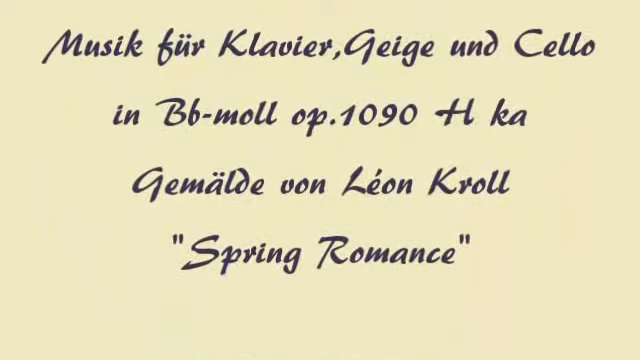 Musik für Klavier,Geige und Cello
in Bb-moll op.1090 H ka
Gemälde von Léon Kroll
"Spring Romance"